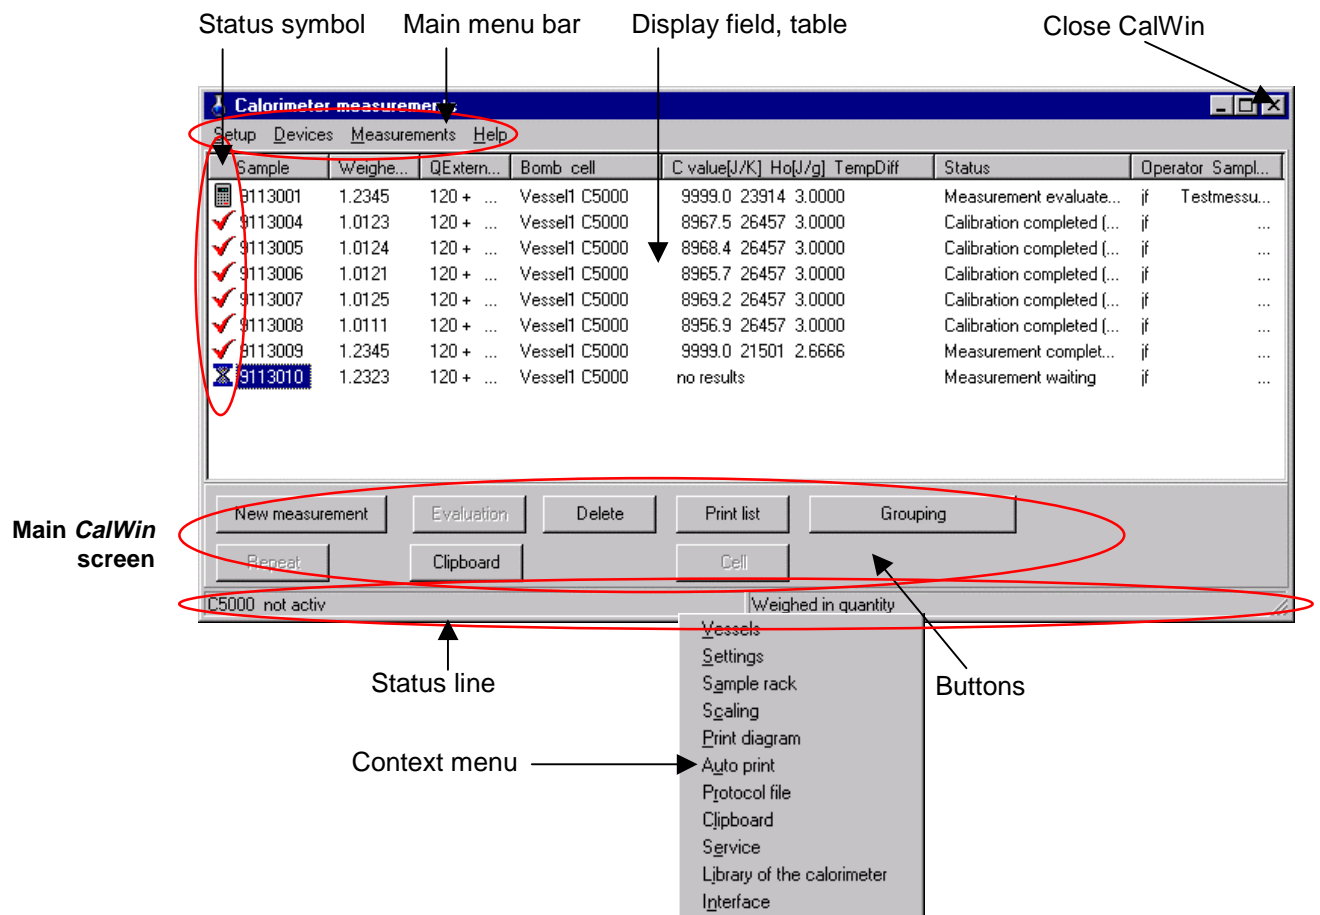 Status symbol Main menu bar Display field, table Close CalWin
Calorimeter measurements
Setup Devices Measurements Help
Sample Weighe... QExtern... Bomb cell C value[J/K] Ho[J/g] TempDiff Status Operator Sampl...
9113001 1.2345 120 + ... Vessel1 C5000 9999.0 23914 3.0000 Measurement evaluate... jf Testmessu...
9113004 1.0123 120 + ... Vessel1 C5000 8967.5 26457 3.0000 Calibration completed (... jf ...
9113005 1.0124 120 + ... Vessel1 C5000 8968.4 26457 3.0000 Calibration completed (... jf ...
9113006 1.0121 120 + ... Vessel1 C5000 8965.7 26457 3.0000 Calibration completed (... jf ...
9113007 1.0125 120 + ... Vessel1 C5000 8969.2 26457 3.0000 Calibration completed (... jf ...
9113008 1.0111 120 + ... Vessel1 C5000 8956.9 26457 3.0000 Calibration completed (... jf ...
9113009 1.2345 120 + ... Vessel1 C5000 9999.0 21501 2.6666 Measurement complet... jf ...
9113010 1.2323 120 + ... Vessel1 C5000 no results Measurement waiting jf ...
New measurement Evaluation Delete Print list Grouping
Main CalWin
screen
Repeat Clipboard Cell
C5000 not activ Weighed in quantity
Vessels
Settings
Status line Sample rack Buttons
Scaling
Print diagram
Context menu Auto print
Protocol file
Clipboard
Service
Library of the calorimeter
Interface